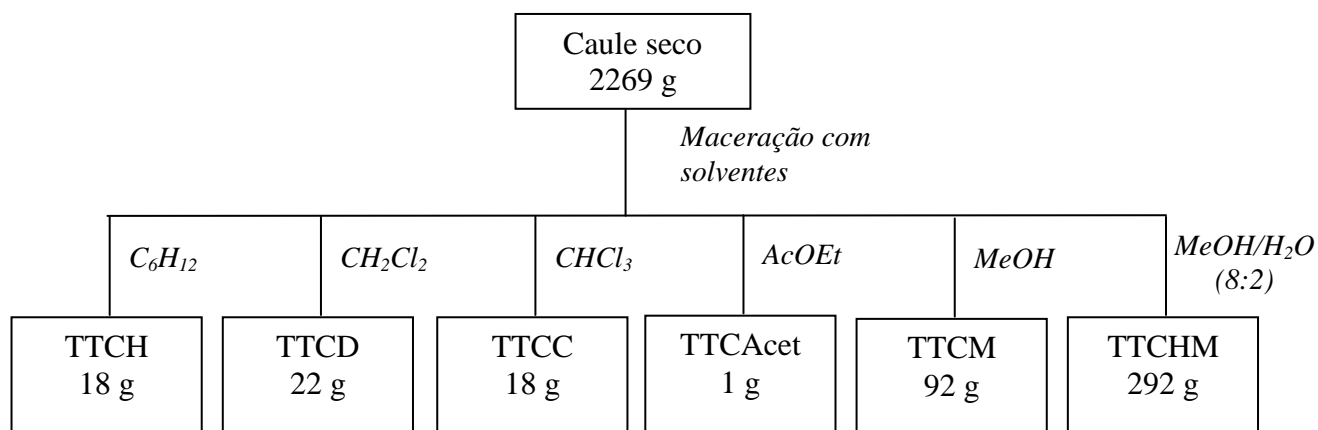 Caule seco
2269 g
Maceração com
solventes
C₆H₁₂
CH₂Cl₂
CHCl₃
AcOEt
MeOH
MeOH/H₂O
(8:2)
TTCH
18 g
TTCD
22 g
TTCC
18 g
TTCAcet
1 g
TTCM
92 g
TTCHM
292 g